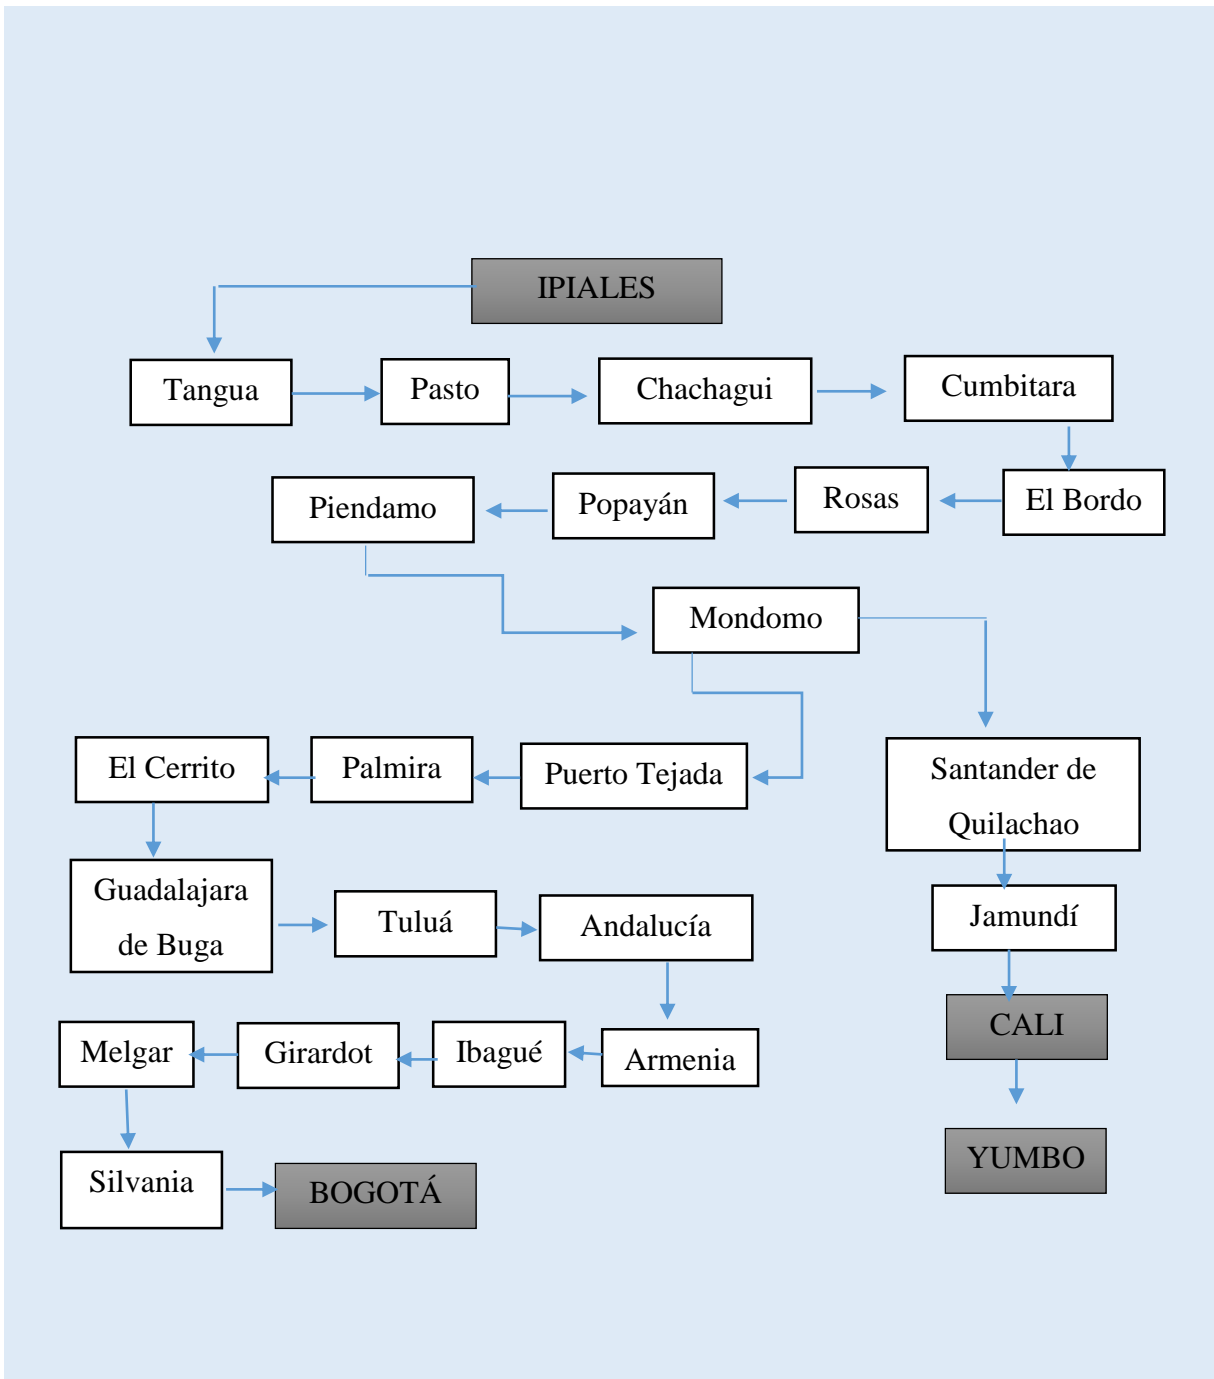 IPIALES
Tangua
Pasto
Chachagui
Cumbitara
El Bordo
Rosas
Popayán
Piendamo
Mondomo
Santander de
Quilachao
Jamundí
CALI
YUMBO
Puerto Tejada
Palmira
El Cerrito
Guadalajara
de Buga
Tuluá
Andalucía
Armenia
Ibagué
Girardot
Melgar
Silvania
BOGOTÁ